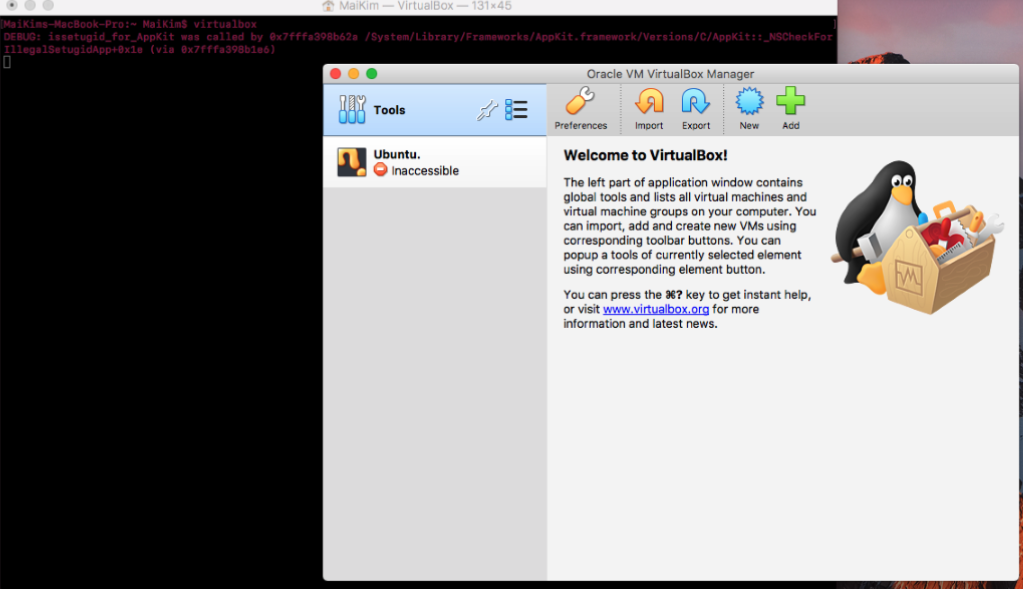 MaiKim — VirtualBox — 131×45
[MaiKims-MacBook-Pro:~ MaiKim$ virtualbox ]
DEBUG: issetugid_for_AppKit was called by 0x7fffa398b62a /System/Library/Frameworks/AppKit.framework/Versions/C/AppKit::_NSCheckFor
IllegalSetugidApp+0x1e (via 0x7fffa398b1e6)
Oracle VM VirtualBox Manager
Tools
Preferences Import Export New Add
Ubuntu.
Inaccessible
Welcome to VirtualBox!
The left part of application window contains
global tools and lists all virtual machines and
virtual machine groups on your computer. You
can import, add and create new VMs using
corresponding toolbar buttons. You can
popup a tools of currently selected element
using corresponding element button.
You can press the ⌘? key to get instant help,
or visit www.virtualbox.org for more
information and latest news.